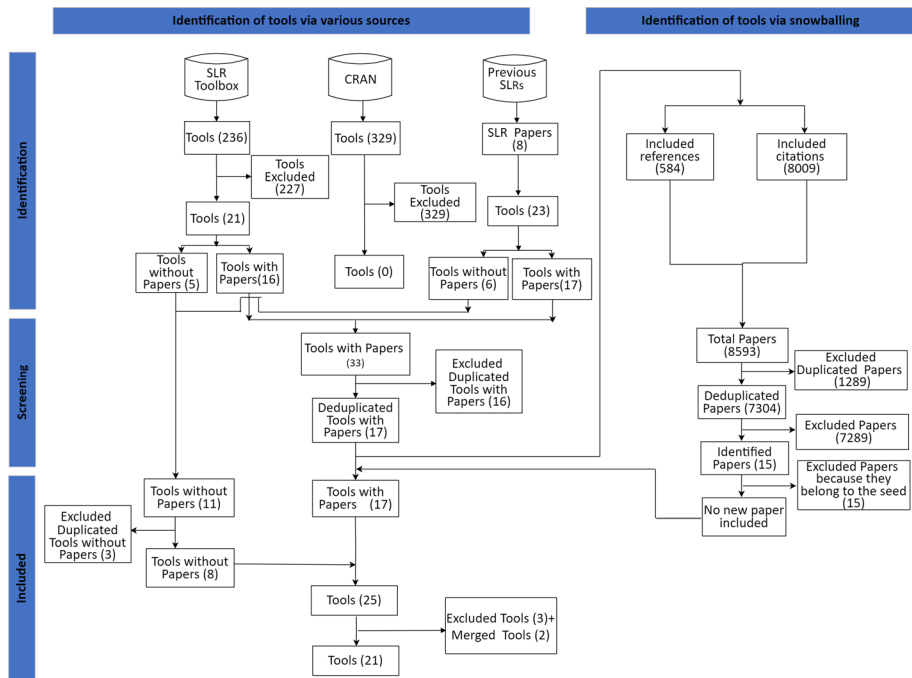 Identification of tools via various sources
Identification of tools via snowballing
Identification
SLR
Toolbox
CRAN
Previous
SLRs
Tools (236)
Tools (329)
SLR Papers
(8)
Included
references
(584)
Included
citations
(8009)
Tools
Excluded
(227)
Tools
Excluded
(329)
Tools (21)
Tools (23)
Tools
without
Papers (5)
Tools with
Papers(16)
Tools (0)
Tools without
Papers (6)
Tools with
Papers(17)
Screening
Tools with Papers
(33)
Excluded
Duplicated
Tools with
Papers (16)
Deduplicated
Tools with
Papers (17)
Total Papers
(8593)
Excluded
Duplicated Papers
(1289)
Deduplicated
Papers (7304)
Excluded Papers
(7289)
Identified
Papers (15)
Excluded Papers
because they
belong to the seed
(15)
No new paper
included
Included
Tools without
Papers (11)
Tools with
Papers (17)
Excluded
Duplicated
Tools without
Papers (3)
Tools without
Papers (8)
Tools (25)
Excluded Tools (3)+
Merged Tools (2)
Tools (21)